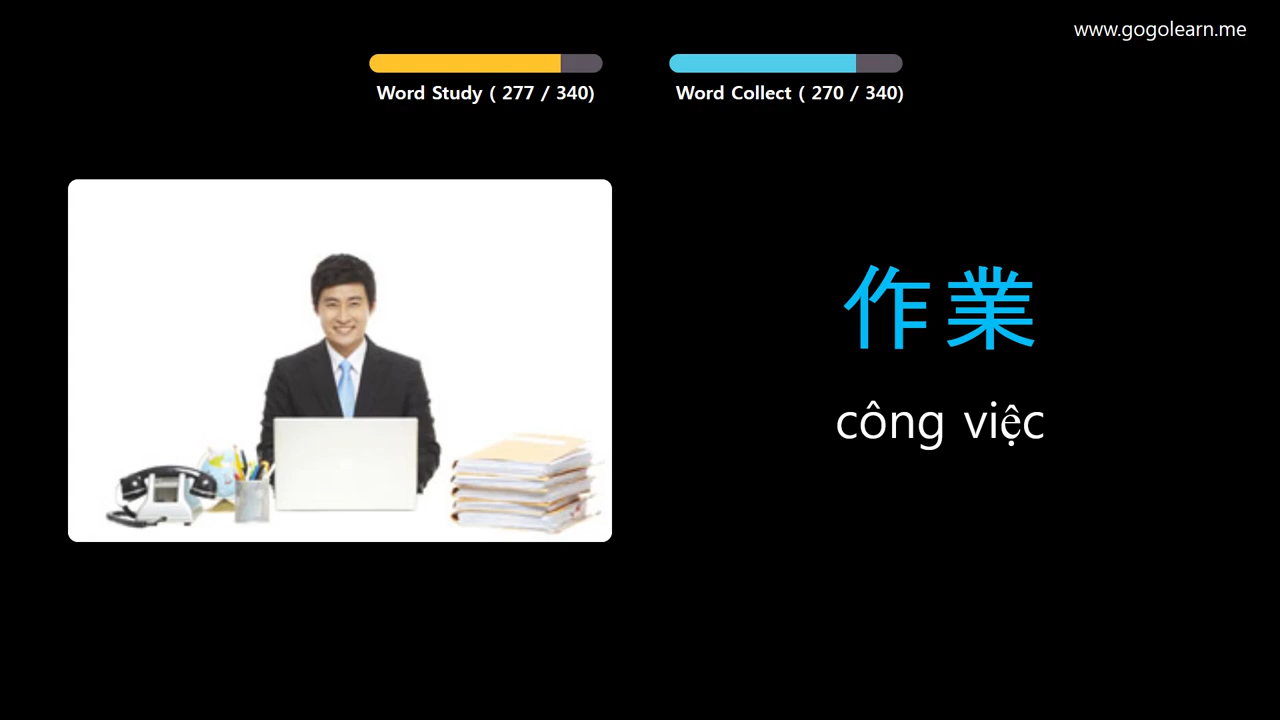 www.gogolearn.me
Word Study ( 277 / 340)
Word Collect ( 270 / 340)
作業
công việc